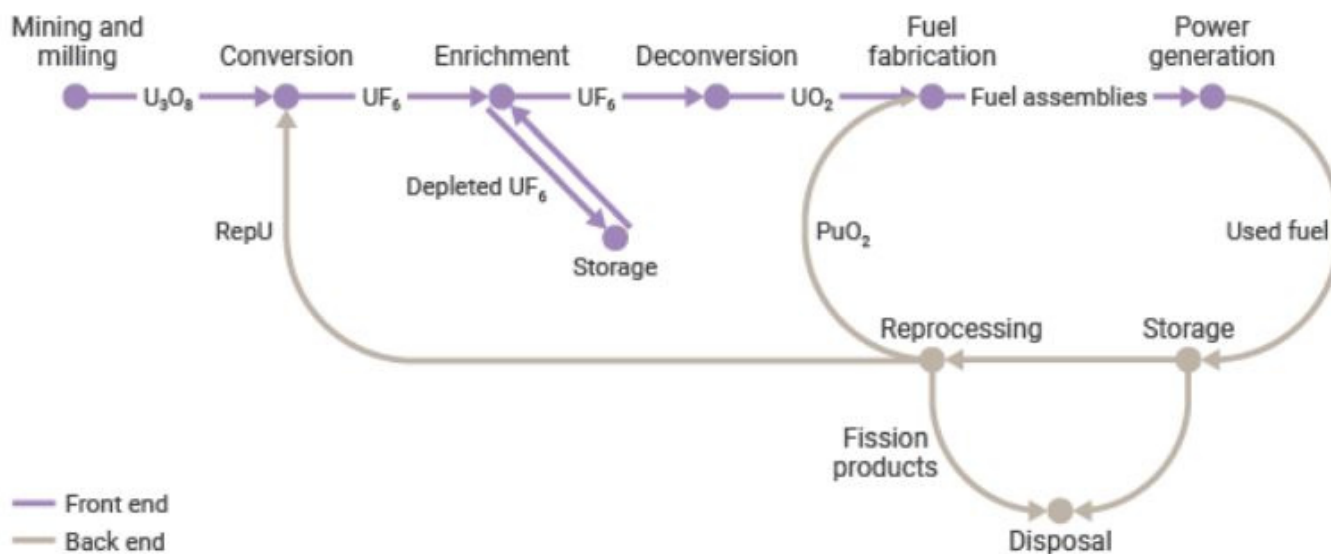 Mining and
milling
Conversion
Enrichment
Deconversion
Fuel
fabrication
Power
generation
U₃O₈
UF₆
UF₆
UO₂
Fuel assemblies
Depleted UF₆
Storage
RepU
PuO₂
Used fuel
Reprocessing
Storage
Fission
products
Disposal
Front end
Back end